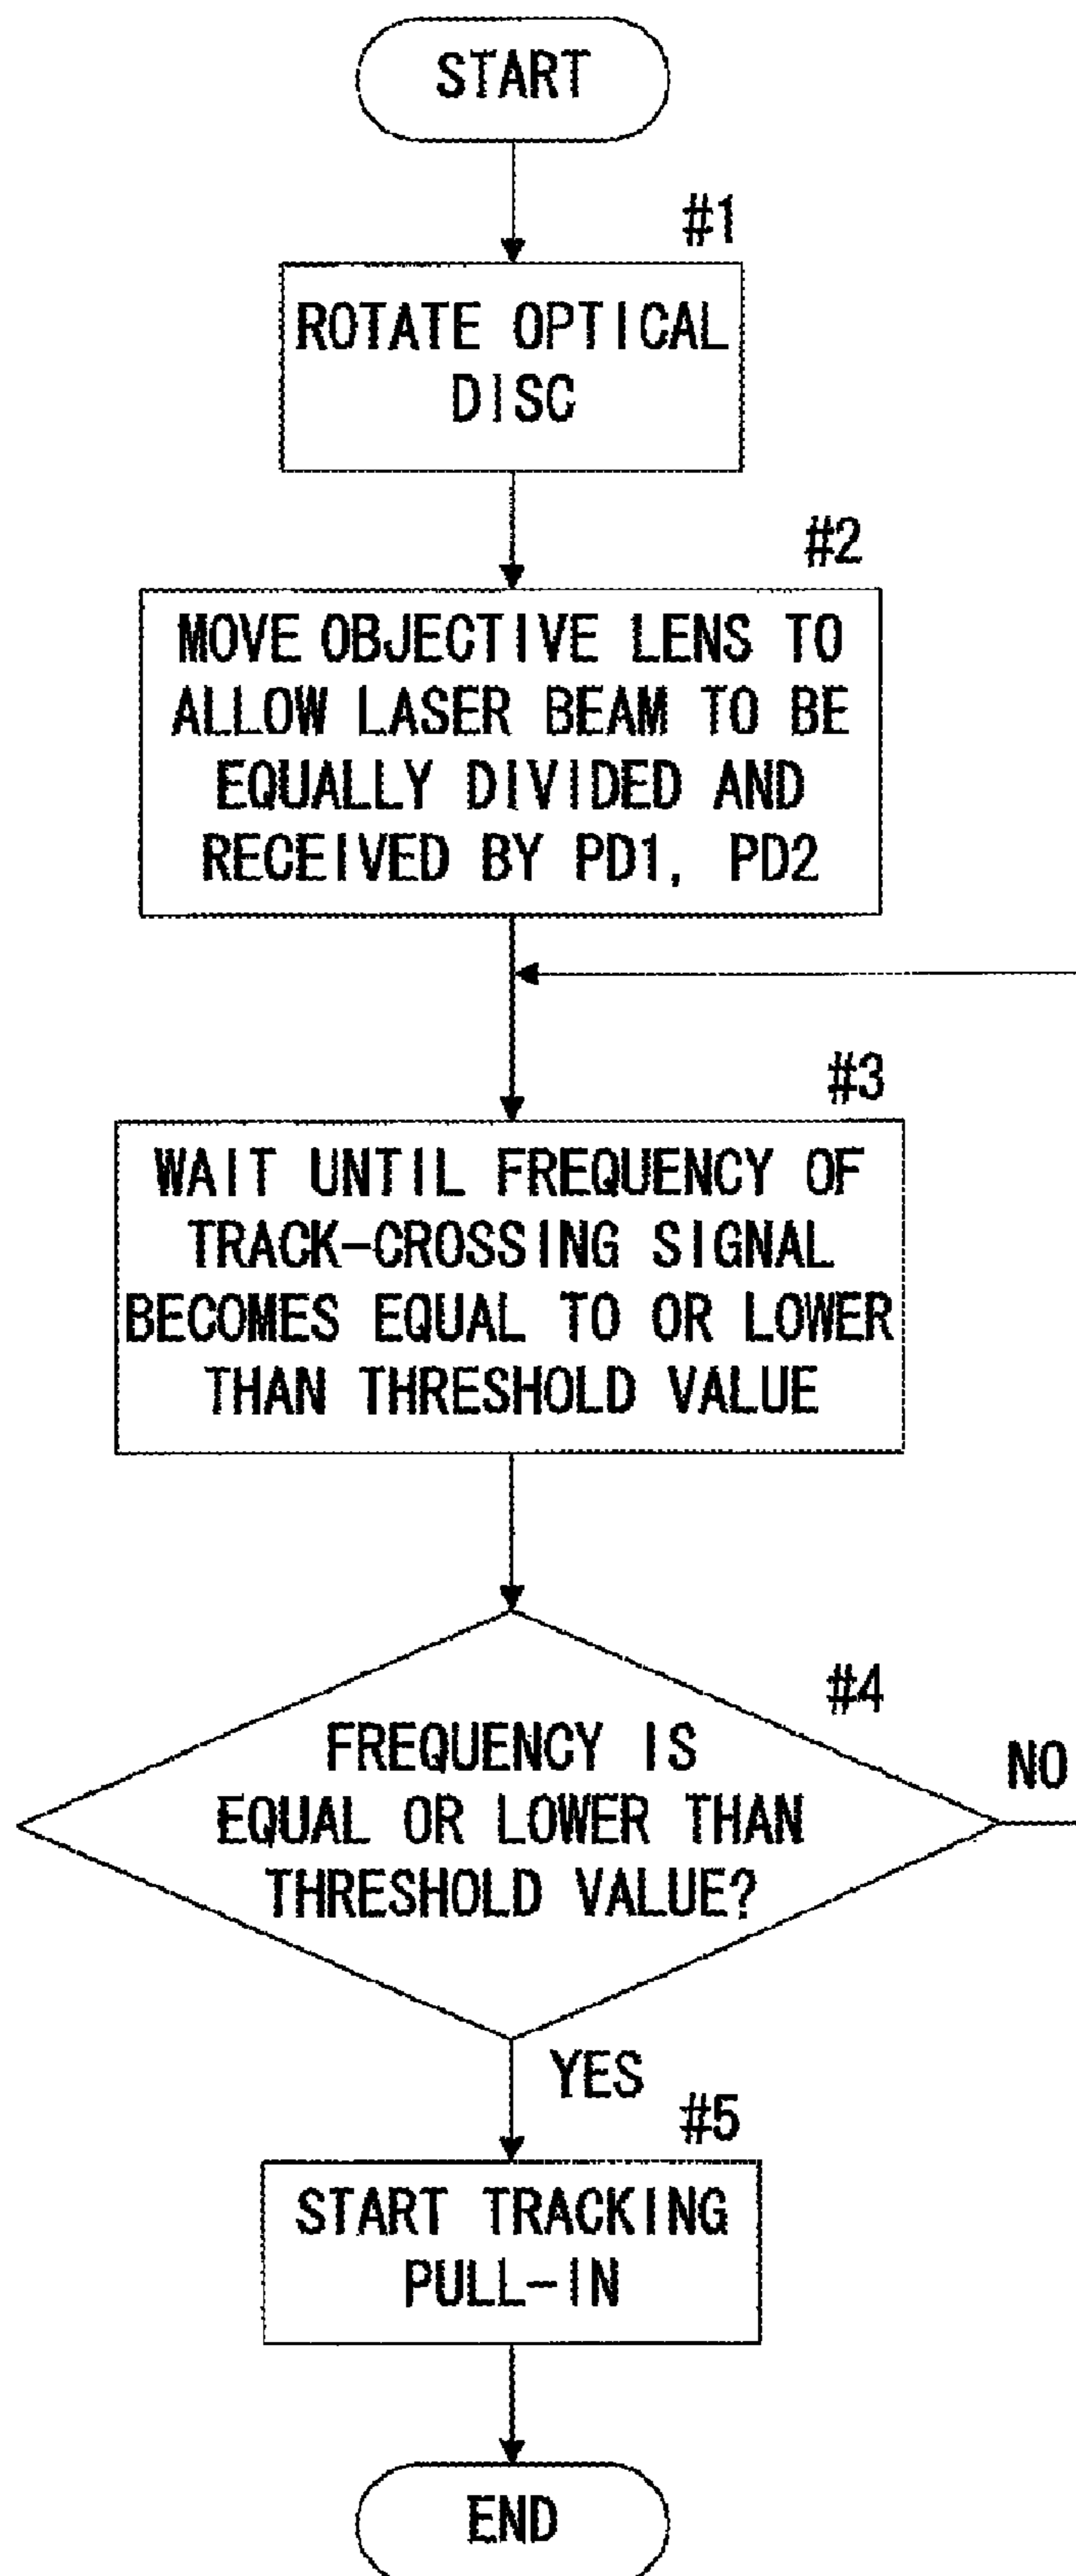 START
#1
ROTATE OPTICAL
DISC
#2
MOVE OBJECTIVE LENS TO
ALLOW LASER BEAM TO BE
EQUALLY DIVIDED AND
RECEIVED BY PD1, PD2
#3
WAIT UNTIL FREQUENCY OF
TRACK-CROSSING SIGNAL
BECOMES EQUAL TO OR LOWER
THAN THRESHOLD VALUE
#4
FREQUENCY IS
EQUAL OR LOWER THAN
THRESHOLD VALUE?
NO
YES
#5
START TRACKING
PULL-IN
END